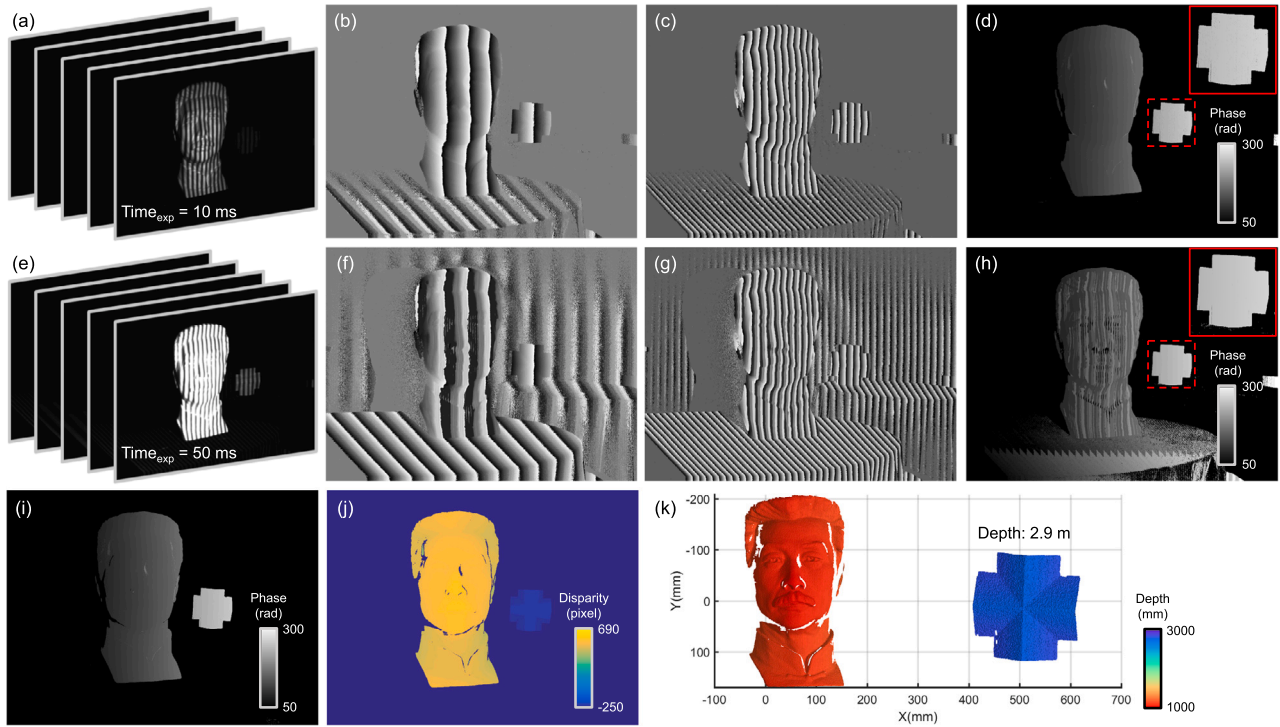 (a)
Time_exp = 10 ms
(b)
(c)
(d)
Phase
(rad)
300
50
(e)
Time_exp = 50 ms
(f)
(g)
(h)
Phase
(rad)
300
50
(i)
Phase
(rad)
300
50
(j)
Disparity
(pixel)
690
-250
(k)
-200
-100
0
100
Y(mm)
Depth: 2.9 m
-100 0 100 200 300 400 500 600 700
X(mm)
Depth
(mm)
3000
1000